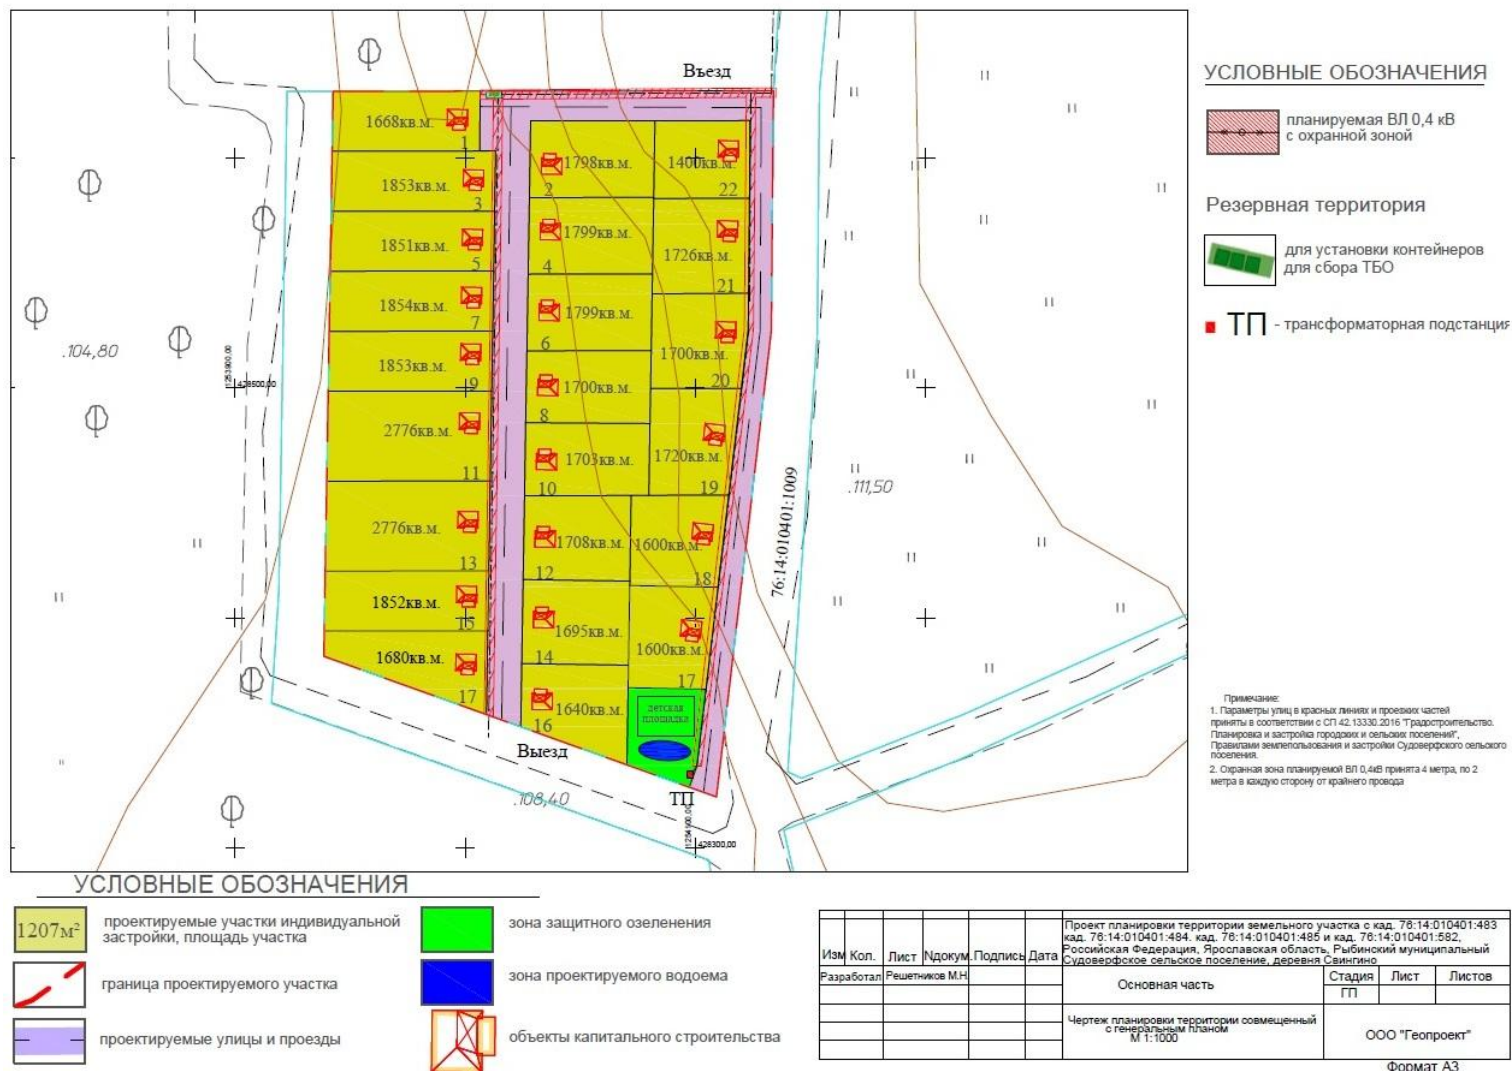 Въезд
1668кв.м.
1
1853кв.м.
3
1851кв.м.
5
1854кв.м.
7
1853кв.м.
9
2776кв.м.
11
2776кв.м.
13
1852кв.м.
15
1680кв.м.
17
1798кв.м.
2
1799кв.м.
4
1799кв.м.
6
1700кв.м.
8
1703кв.м.
10
1708кв.м.
12
1695кв.м.
14
1640кв.м.
16
1400кв.м.
22
1726кв.м.
21
1700кв.м.
20
1720кв.м.
19
1600кв.м.
18
1600кв.м.
17
детская
площадка
Выезд
ТП
.104,80
.111,50
.108,40
1253900,00
428500,00
1254100,00
428300,00
76:14:010401:1009
УСЛОВНЫЕ ОБОЗНАЧЕНИЯ
планируемая ВЛ 0,4 кВ
с охранной зоной
Резервная территория
для установки контейнеров
для сбора ТБО
ТП - трансформаторная подстанция
Примечание:
1. Параметры улиц в красных линиях и проезжих частей
приняты в соответствии с СП 42.13330.2016 "Градостроительство.
Планировка и застройка городских и сельских поселений",
Правилами землепользования и застройки Судоверфского сельского
поселения.
2. Охранная зона планируемой ВЛ 0,4кВ принята 4 метра, по 2
метра в каждую сторону от крайнего провода
УСЛОВНЫЕ ОБОЗНАЧЕНИЯ
1207м²
проектируемые участки индивидуальной
застройки, площадь участка
граница проектируемого участка
проектируемые улицы и проезды
зона защитного озеленения
зона проектируемого водоема
объекты капитального строительства
Изм Кол. Лист Nдокум. Подпись Дата
Разработал Решетников М.Н.
Проект планировки территории земельного участка с кад. 76:14:010401:483
кад. 76:14:010401:484. кад. 76:14:010401:485 и кад. 76:14:010401:582,
Российская Федерация, Ярославская область, Рыбинский муниципальный
Судоверфское сельское поселение, деревня Свингино
Основная часть
Стадия Лист Листов
ГП
Чертеж планировки территории совмещенный
с генеральным планом
М 1:1000
ООО "Геопроект"
Формат А3